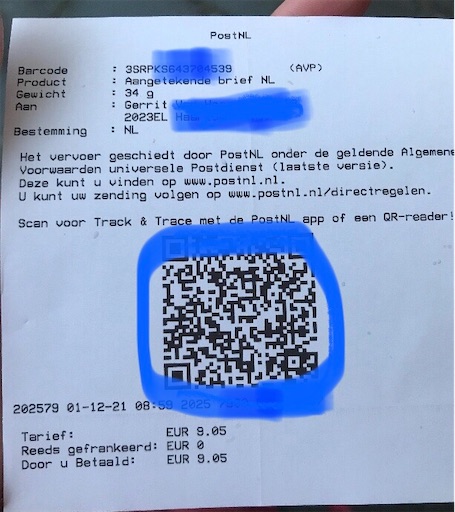 PostNL
Barcode : (AVP)
Product : Aangetekende brief NL
Gewicht : 34 g
Aan : Gerrit
2023EL
Bestemming : NL
Het vervoer geschiedt door PostNL onder de geldende Algemene
Voorwaarden universele Postdienst (laatste versie).
Deze kunt u vinden op www.postnl.nl.
U kunt uw zending volgen op www.postnl.nl/directregelen.
Scan voor Track & Trace met de PostNL app of een QR-reader!
202579 01-12-21 08:59
Tarief: EUR 9.05
Reeds gefrankeerd: EUR 0
Door u Betaald: EUR 9.05